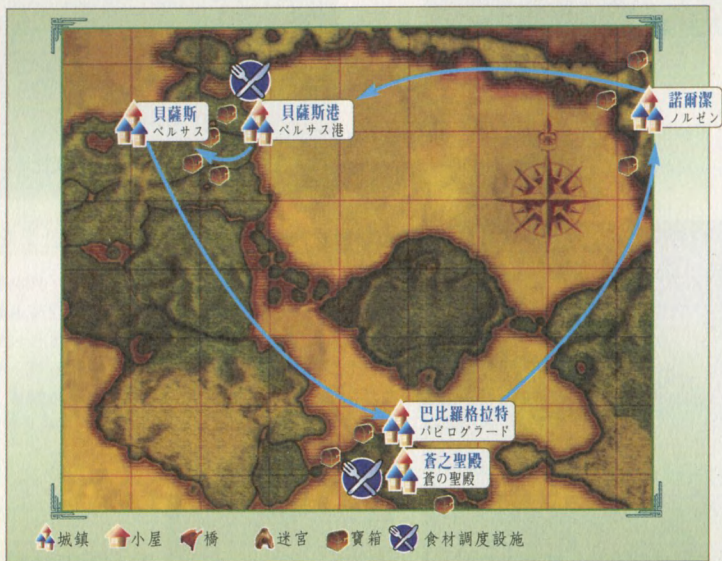 貝薩斯
ベルサス
貝薩斯港
ベルサス港
諾爾潔
ノルゼン
巴比羅格拉特
バビログラード
蒼之聖殿
蒼の聖殿
城鎮 小屋 橋 迷宮 寶箱 食材調度設施